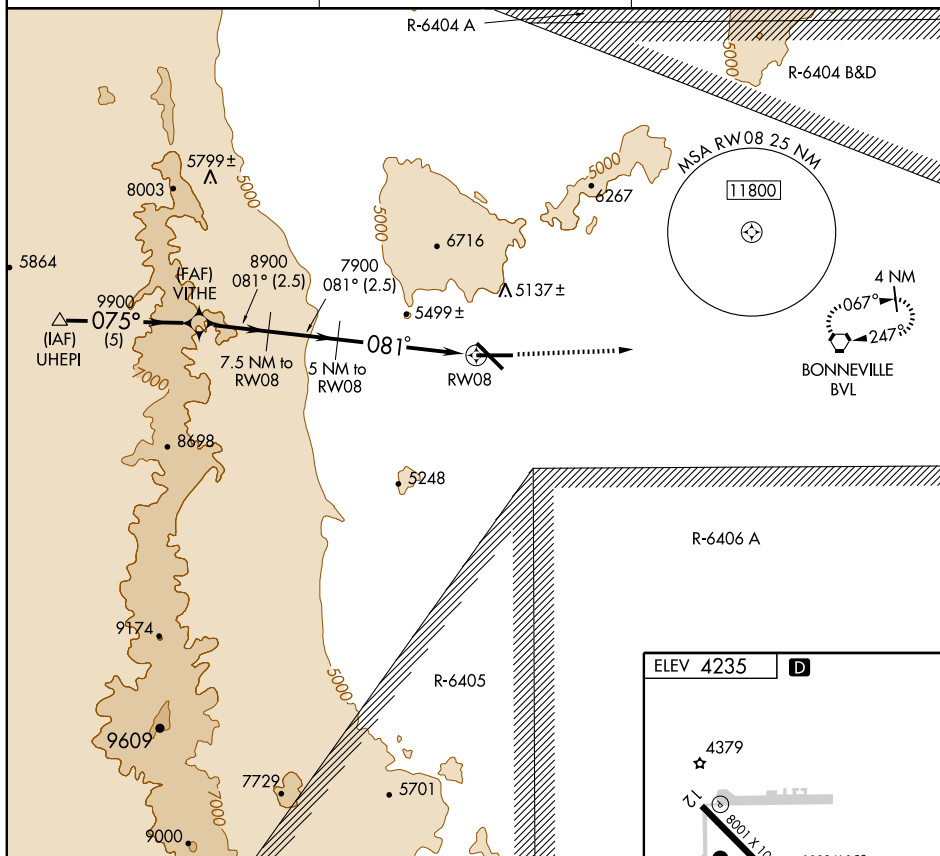 R-6404 A
5000
R-6404 B&D
5799 ±
8003
5000
5000
6267
MSA RW08 25 NM
11800
5000
6716
5864
(FAF)
VITHE
8900
081° (2.5)
7900
081° (2.5)
5137 ±
5499 ±
4 NM
067°
247°
9900
075°
(5)
(IAF)
UHEPI
081°
7.5 NM to
RW08
5 NM to
RW08
RW08
BONNEVILLE
BVL
7000
8698
5248
R-6406 A
9174
5000
R-6405
ELEV 4235
D
9609
4379
7729
5701
7000
12
P
8001 X 10
9000